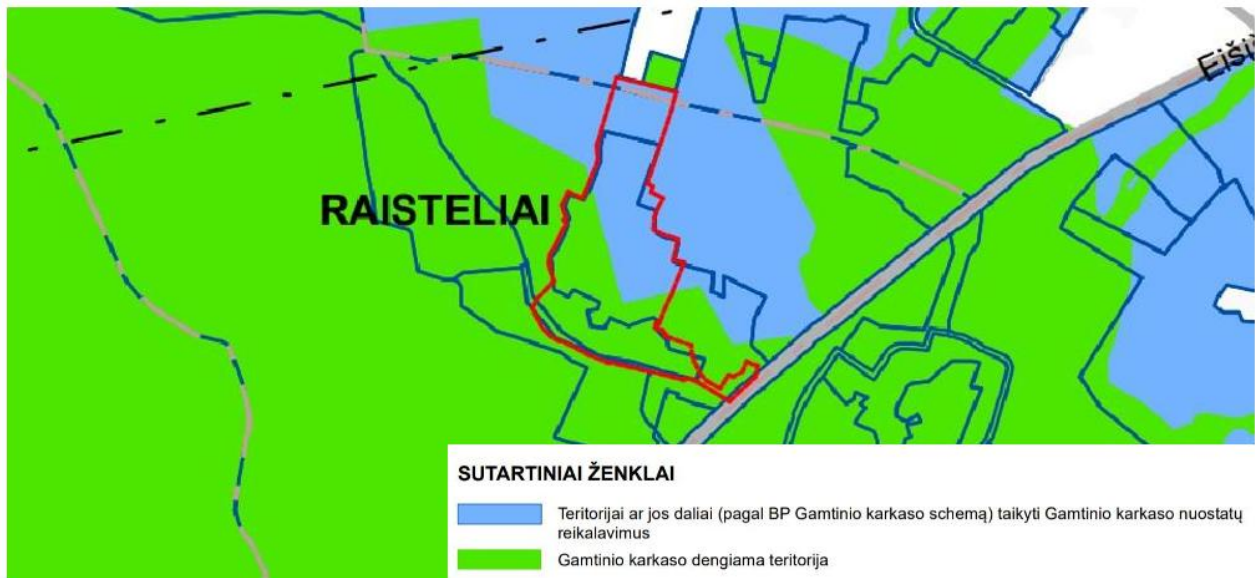 Eišiš
RAISTELIAI
SUTARTINIAI ŽENKLAI
Teritorijai ar jos daliai (pagal BP Gamtinio karkaso schemą) taikyti Gamtinio karkaso nuostatų
reikalavimus
Gamtinio karkaso dengiama teritorija